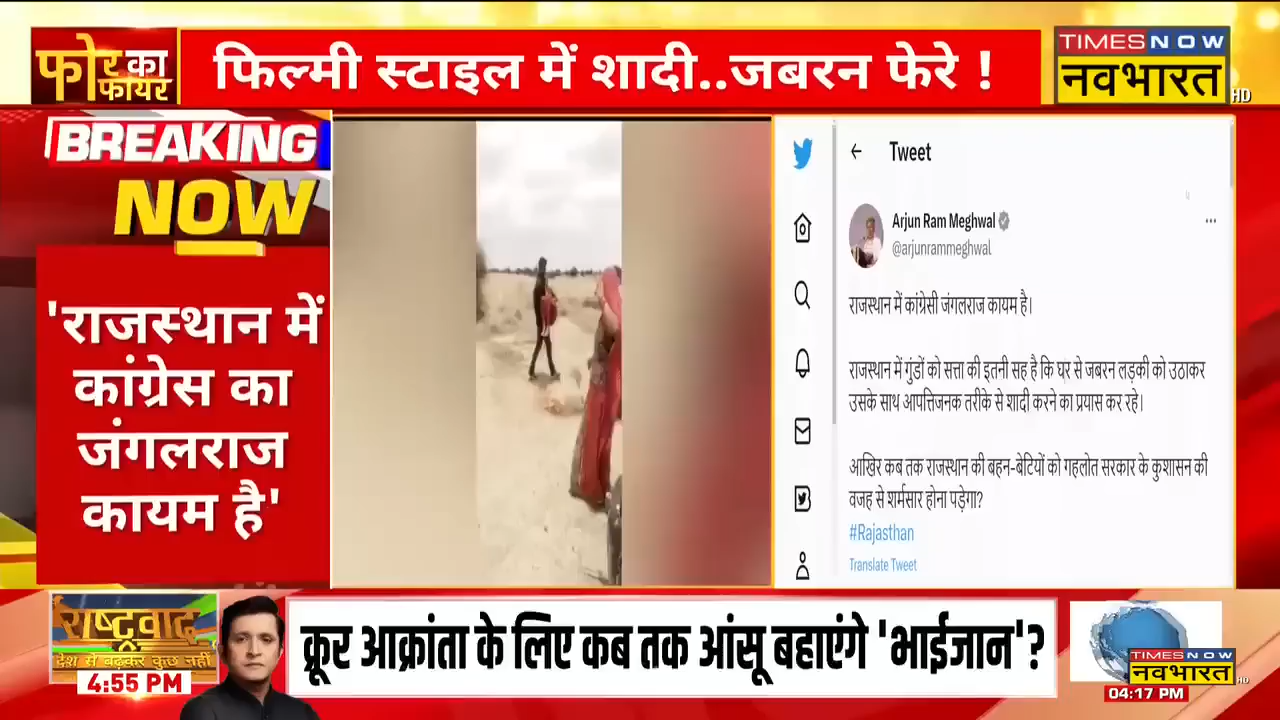 फोर का
फायर
फिल्मी स्टाइल में शादी..जबरन फेरे !
TIMES NOW
नवभारत
HD
BREAKING
NOW
'राजस्थान में
कांग्रेस का
जंगलराज
कायम है'
Tweet
Arjun Ram Meghwal
@arjunrammeghwal
राजस्थान में कांग्रेसी जंगलराज कायम है।
राजस्थान में गुंडों को सत्ता की इतनी सह है कि घर से जबरन लड़की को उठाकर
उसके साथ आपत्तिजनक तरीके से शादी करने का प्रयास कर रहे।
आखिर कब तक राजस्थान की बहन-बेटियों को गहलोत सरकार के कुशासन की
वजह से शर्मसार होना पड़ेगा?
#Rajasthan
Translate Tweet
राष्ट्रवाद
देश से बढ़कर कुछ नहीं
4:55 PM
क्रूर आक्रांता के लिए कब तक आंसू बहाएंगे 'भाईजान'?
TIMES NOW
नवभारत
HD
04:17 PM